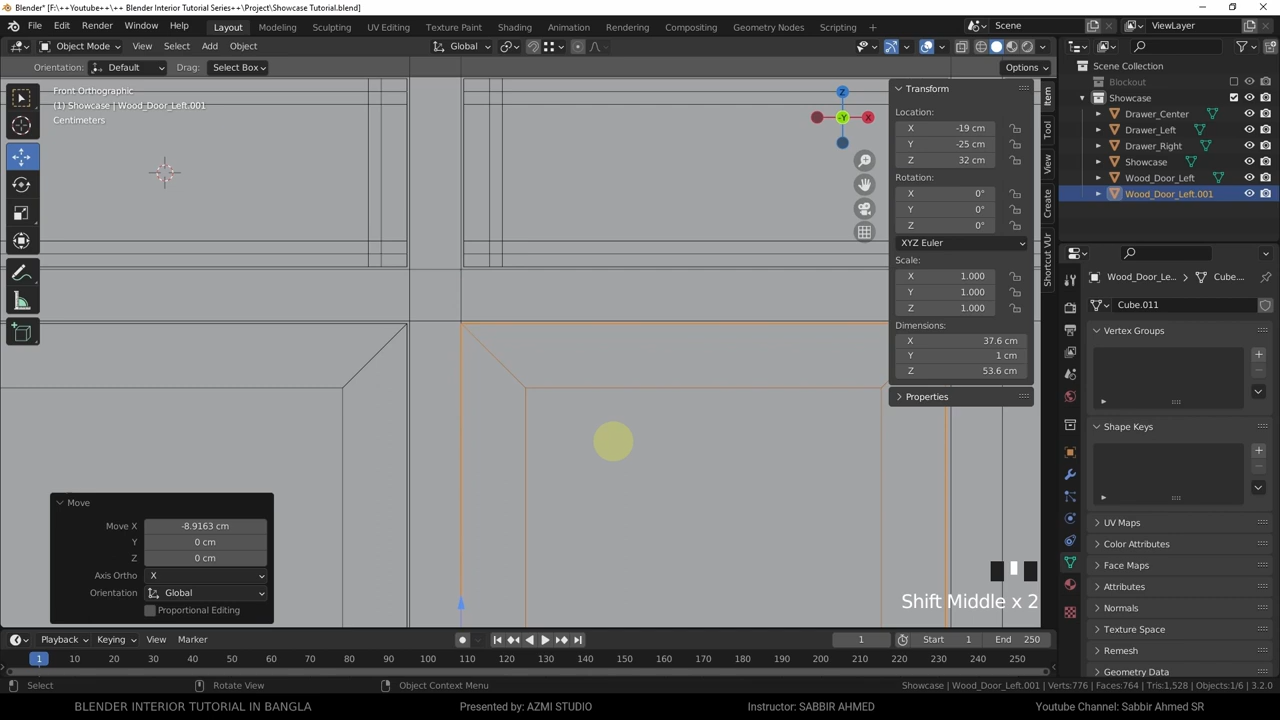 Blender* [F:\++Youtube++\++ Blender Interior Tutorial Series++\Project\Showcase Tutorial.blend]
File Edit Render Window Help Layout Modeling Sculpting UV Editing Texture Paint Shading Animation Rendering Compositing Geometry Nodes Scripting Scene ViewLayer
Object Mode View Select Add Object Global
Orientation: Default Drag: Select Box Options
Front Orthographic
(1) Showcase | Wood_Door_Left.001
Centimeters
Z
-Y
X
Transform
Location:
X -19 cm
Y -25 cm
Z 32 cm
Rotation:
X 0°
Y 0°
Z 0°
XYZ Euler
Scale:
X 1.000
Y 1.000
Z 1.000
Dimensions:
X 37.6 cm
Y 1 cm
Z 53.6 cm
Properties
Item
Tool
View
Create
Shortcut VUr
Scene Collection
Blockout
Showcase
Drawer_Center
Drawer_Left
Drawer_Right
Showcase
Wood_Door_Left
Wood_Door_Left.001
Wood_Door_Le... Cube....
Cube.011
Vertex Groups
Shape Keys
UV Maps
Color Attributes
Face Maps
Attributes
Normals
Texture Space
Remesh
Geometry Data
Move
Move X -8.9163 cm
Y 0 cm
Z 0 cm
Axis Ortho X
Orientation Global
Proportional Editing
Shift Middle x 2
Playback Keying View Marker 1 Start 1 End 250
1 10 20 30 40 50 60 70 80 90 100 110 120 130 140 150 160 170 180 190 200 210 220 230 240 250
Select Rotate View Object Context Menu Showcase | Wood_Door_Left.001 | Verts:776 | Faces:764 | Tris:1,528 | Objects:1/6 | 3.2.0
BLENDER INTERIOR TUTORIAL IN BANGLA Presented by: AZMI STUDIO Instructor: SABBIR AHMED Youtube Channel: Sabbir Ahmed SR